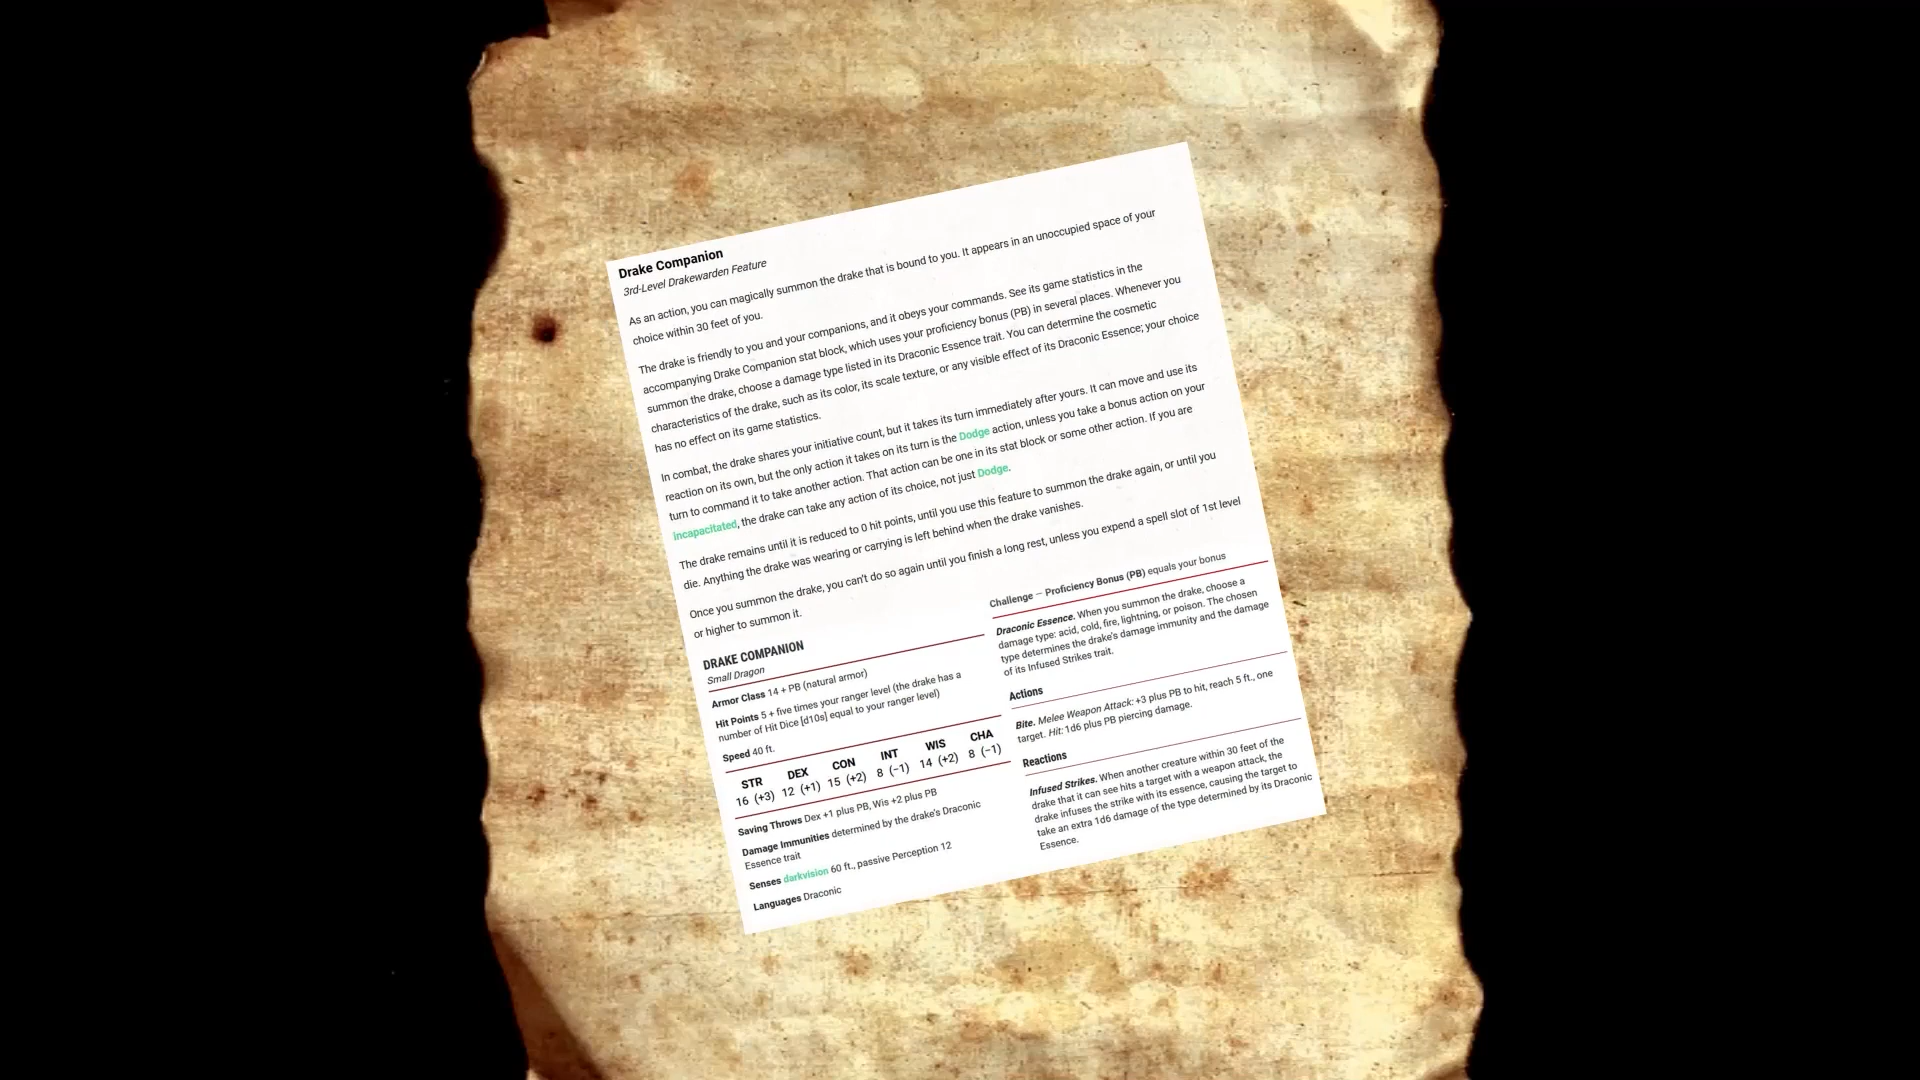 Drake Companion
3rd-Level Drakewarden Feature
As an action, you can magically summon the drake that is bound to you. It appears in an unoccupied space of your
choice within 30 feet of you.
The drake is friendly to you and your companions, and it obeys your commands. See its game statistics in the
accompanying Drake Companion stat block, which uses your proficiency bonus (PB) in several places. Whenever you
summon the drake, choose a damage type listed in its Draconic Essence trait. You can determine the cosmetic
characteristics of the drake, such as its color, its scale texture, or any visible effect of its Draconic Essence; your choice
has no effect on its game statistics.
In combat, the drake shares your initiative count, but it takes its turn immediately after yours. It can move and use its
reaction on its own, but the only action it takes on its turn is the Dodge action, unless you take a bonus action on your
turn to command it to take another action. That action can be one in its stat block or some other action. If you are
Incapacitated, the drake can take any action of its choice, not just Dodge.
The drake remains until it is reduced to 0 hit points, until you use this feature to summon the drake again, or until you
die. Anything the drake was wearing or carrying is left behind when the drake vanishes.
Once you summon the drake, you can't do so again until you finish a long rest, unless you expend a spell slot of 1st level
or higher to summon it.
DRAKE COMPANION
Small Dragon
Armor Class 14 + PB (natural armor)
Hit Points 5 + five times your ranger level (the drake has a
number of Hit Dice [d10s] equal to your ranger level)
Speed 40 ft.
STR DEX CON INT WIS CHA
16 (+3) 12 (+1) 15 (+2) 8 (−1) 14 (+2) 8 (−1)
Saving Throws Dex +1 plus PB, Wis +2 plus PB
Damage Immunities determined by the drake's Draconic
Essence trait
Senses darkvision 60 ft., passive Perception 12
Languages Draconic
Challenge — Proficiency Bonus (PB) equals your bonus
Draconic Essence. When you summon the drake, choose a
damage type: acid, cold, fire, lightning, or poison. The chosen
type determines the drake's damage immunity and the damage
of its Infused Strikes trait.
Actions
Bite. Melee Weapon Attack: +3 plus PB to hit, reach 5 ft., one
target. Hit: 1d6 plus PB piercing damage.
Reactions
Infused Strikes. When another creature within 30 feet of the
drake that it can see hits a target with a weapon attack, the
drake infuses the strike with its essence, causing the target to
take an extra 1d6 damage of the type determined by its Draconic
Essence.